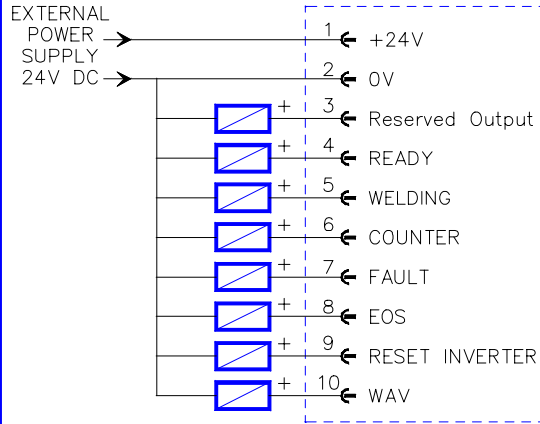 EXTERNAL
POWER
SUPPLY
24V DC
1 +24V
2 0V
+ 3 Reserved Output
+ 4 READY
+ 5 WELDING
+ 6 COUNTER
+ 7 FAULT
+ 8 EOS
+ 9 RESET INVERTER
+ 10 WAV